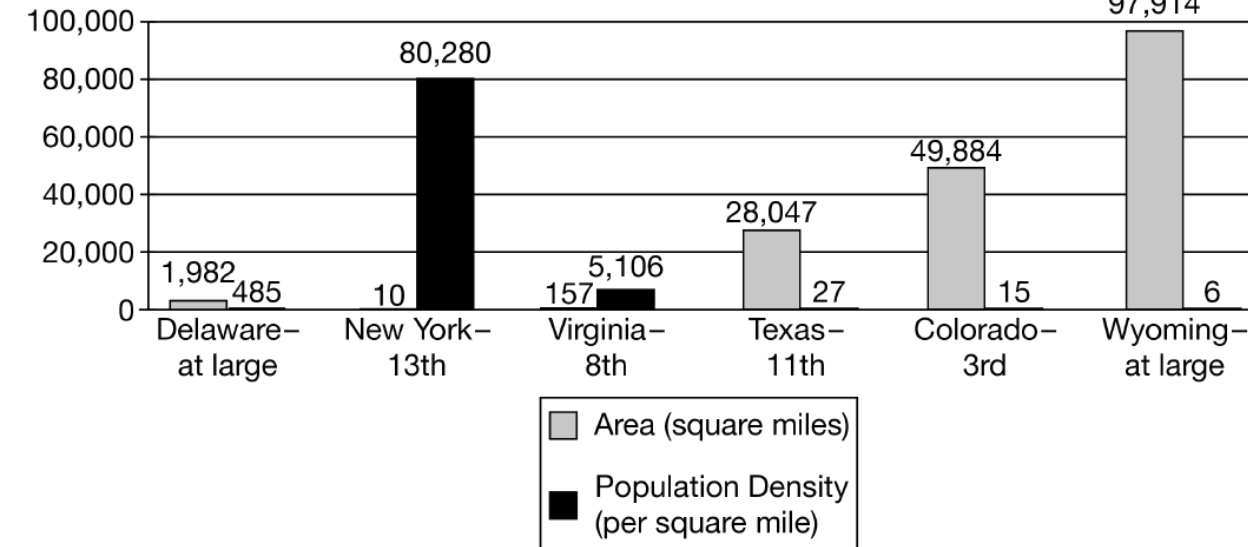 97,914
100,000
80,280
80,000
60,000
49,884
40,000
28,047
20,000
1,982
485
10
157
5,106
27
15
6
0
Delaware–
at large
New York–
13th
Virginia–
8th
Texas–
11th
Colorado–
3rd
Wyoming–
at large
Area (square miles)
Population Density
(per square mile)